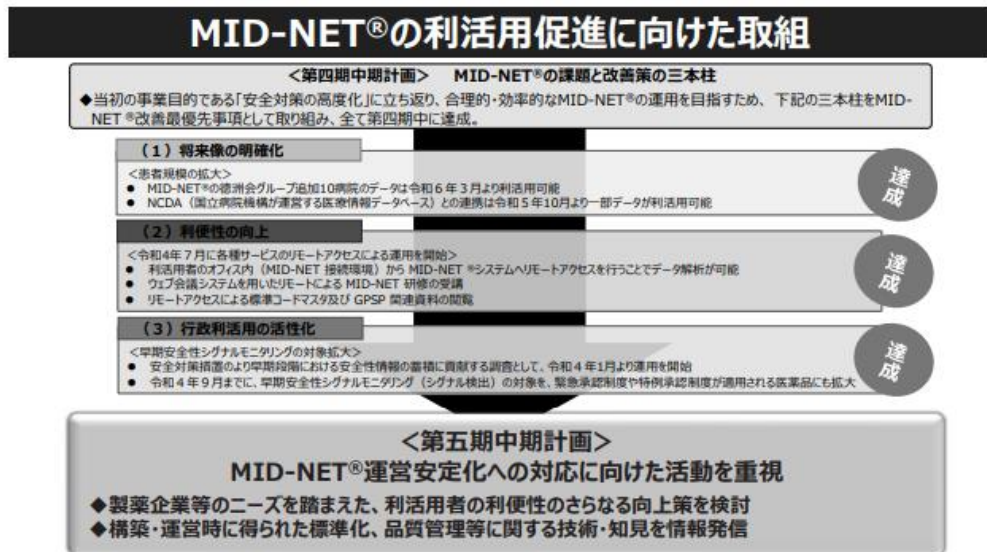 MID-NET®の利活用促進に向けた取組
＜第四期中期計画＞　MID-NET®の課題と改善策の三本柱
◆当初の事業目的である「安全対策の高度化」に立ち返り、合理的・効率的なMID-NET®の運用を目指すため、下記の三本柱をMID-
NET ®改善最優先事項として取り組み、全て第四期中に達成。
（1）将来像の明確化
＜患者規模の拡大＞
● MID-NET®の徳洲会グループ追加10病院のデータは令和６年３月より利活用可能
● NCDA（国立病院機構が運営する医療情報データベース）との連携は令和５年10月より一部データが利活用可能
達成
（2）利便性の向上
＜令和4年７月に各種サービスのリモートアクセスによる運用を開始＞
● 利活用者のオフィス内（MID-NET 接続環境）から MID-NET ®システムへリモートアクセスを行うことでデータ解析が可能
● ウェブ会議システムを用いたリモートによる MID-NET 研修の受講
● リモートアクセスによる標準コードマスタ及び GPSP 関連資料の閲覧
達成
（3）行政利活用の活性化
＜早期安全性シグナルモニタリングの対象拡大＞
● 安全対策措置のより早期段階における安全性情報の蓄積に貢献する調査として、令和４年1月より運用を開始
● 令和４年９月までに、早期安全性シグナルモニタリング（シグナル検出）の対象を、緊急承認制度や特例承認制度が適用される医薬品にも拡大
達成
＜第五期中期計画＞
MID-NET®運営安定化への対応に向けた活動を重視
◆製薬企業等のニーズを踏まえた、利活用者の利便性のさらなる向上策を検討
◆構築・運営時に得られた標準化、品質管理等に関する技術・知見を情報発信